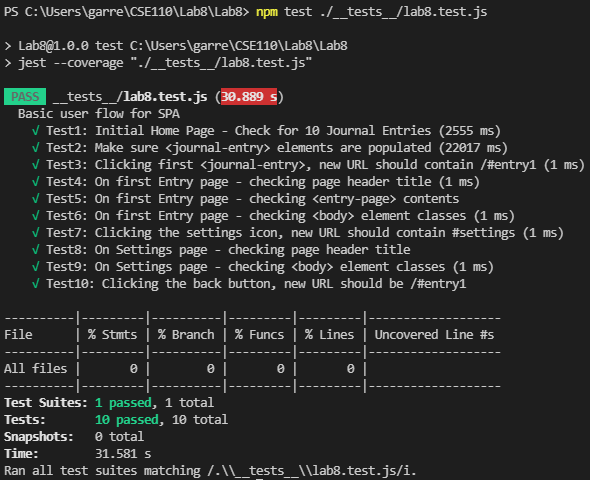 PS C:\Users\garre\CSE110\Lab8\Lab8> npm test ./__tests__/lab8.test.js
> Lab8@1.0.0 test C:\Users\garre\CSE110\Lab8\Lab8
> jest --coverage "./__tests__/lab8.test.js"
PASS __tests__/lab8.test.js (30.889 s)
Basic user flow for SPA
√ Test1: Initial Home Page - Check for 10 Journal Entries (2555 ms)
√ Test2: Make sure <journal-entry> elements are populated (22017 ms)
√ Test3: Clicking first <journal-entry>, new URL should contain /#entry1 (1 ms)
√ Test4: On first Entry page - checking page header title (1 ms)
√ Test5: On first Entry page - checking <entry-page> contents
√ Test6: On first Entry page - checking <body> element classes (1 ms)
√ Test7: Clicking the settings icon, new URL should contain #settings (1 ms)
√ Test8: On Settings page - checking page header title
√ Test9: On Settings page - checking <body> element classes (1 ms)
√ Test10: Clicking the back button, new URL should be /#entry1
----------|---------|----------|---------|---------|-------------------
File      | % Stmts | % Branch | % Funcs | % Lines | Uncovered Line #s
----------|---------|----------|---------|---------|-------------------
All files |       0 |        0 |       0 |       0 |
----------|---------|----------|---------|---------|-------------------
Test Suites: 1 passed, 1 total
Tests:       10 passed, 10 total
Snapshots:   0 total
Time:        31.581 s
Ran all test suites matching /.\\__tests__\\lab8.test.js/i.